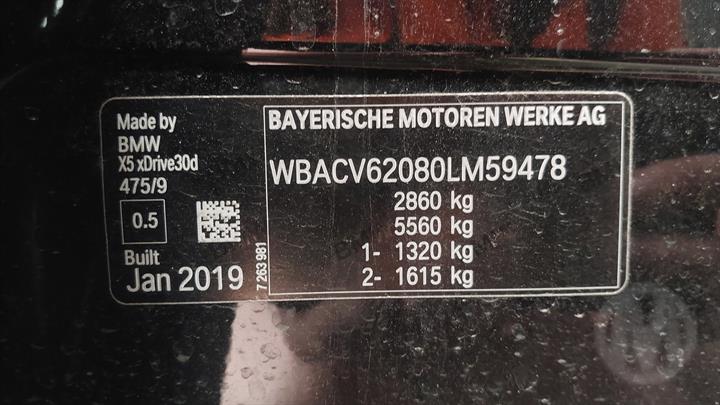 Made by
BMW
X5 xDrive30d
475/9
0.5
Built
Jan 2019
7 263 981
BAYERISCHE MOTOREN WERKE AG
WBACV62080LM59478
2860 kg
5560 kg
1- 1320 kg
2- 1615 kg